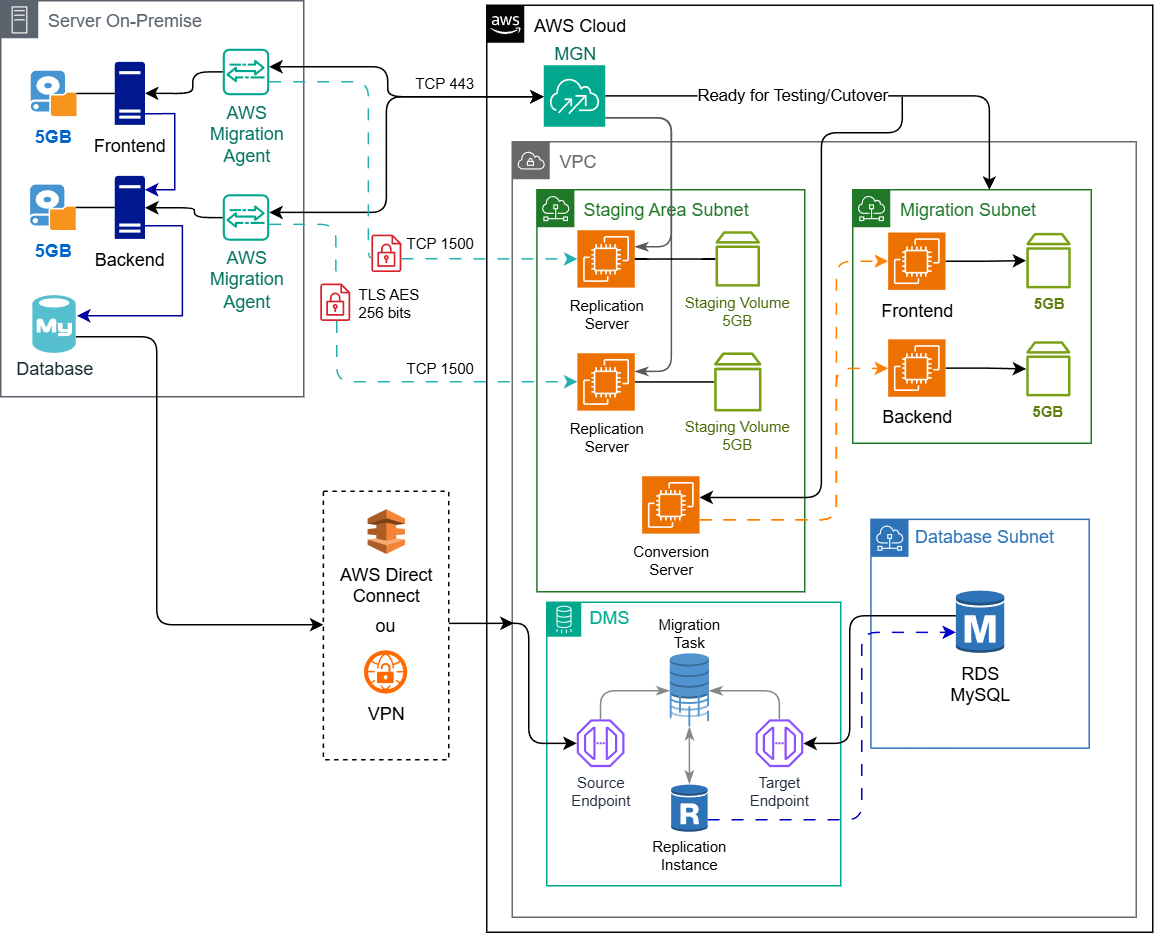 Server On-Premise
5GB
Frontend
AWS
Migration
Agent
5GB
Backend
AWS
Migration
Agent
My
Database
TCP 443
TCP 1500
TLS AES
256 bits
TCP 1500
AWS Direct
Connect
ou
VPN
aws
AWS Cloud
MGN
Ready for Testing/Cutover
VPC
Staging Area Subnet
Replication
Server
Staging Volume
5GB
Replication
Server
Staging Volume
5GB
Conversion
Server
Migration Subnet
Frontend
5GB
Backend
5GB
DMS
Migration
Task
Source
Endpoint
Target
Endpoint
R
Replication
Instance
Database Subnet
M
RDS
MySQL